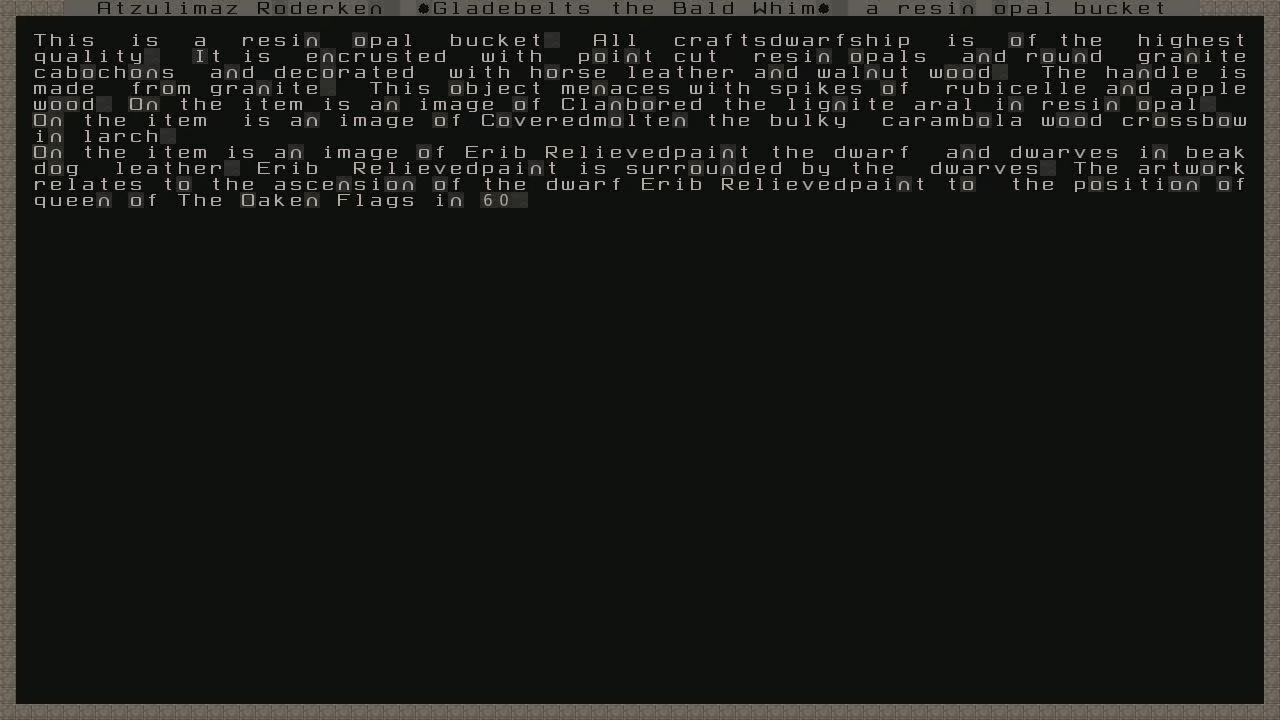 Atzulimaz Roderken ☼Gladebelts the Bald Whim☼ a resin opal bucket
This is a resin opal bucket All craftsdwarfship is of the highest
quality It is encrusted with point cut resin opals and round granite
cabochons and decorated with horse leather and walnut wood The handle is
made from granite This object menaces with spikes of rubicelle and apple
wood On the item is an image of Clanbored the lignite aral in resin opal
On the item is an image of Coveredmolten the bulky carambola wood crossbow
in larch
On the item is an image of Erib Relievedpaint the dwarf and dwarves in beak
dog leather Erib Relievedpaint is surrounded by the dwarves The artwork
relates to the ascension of the dwarf Erib Relievedpaint to the position of
queen of The Oaken Flags in 60